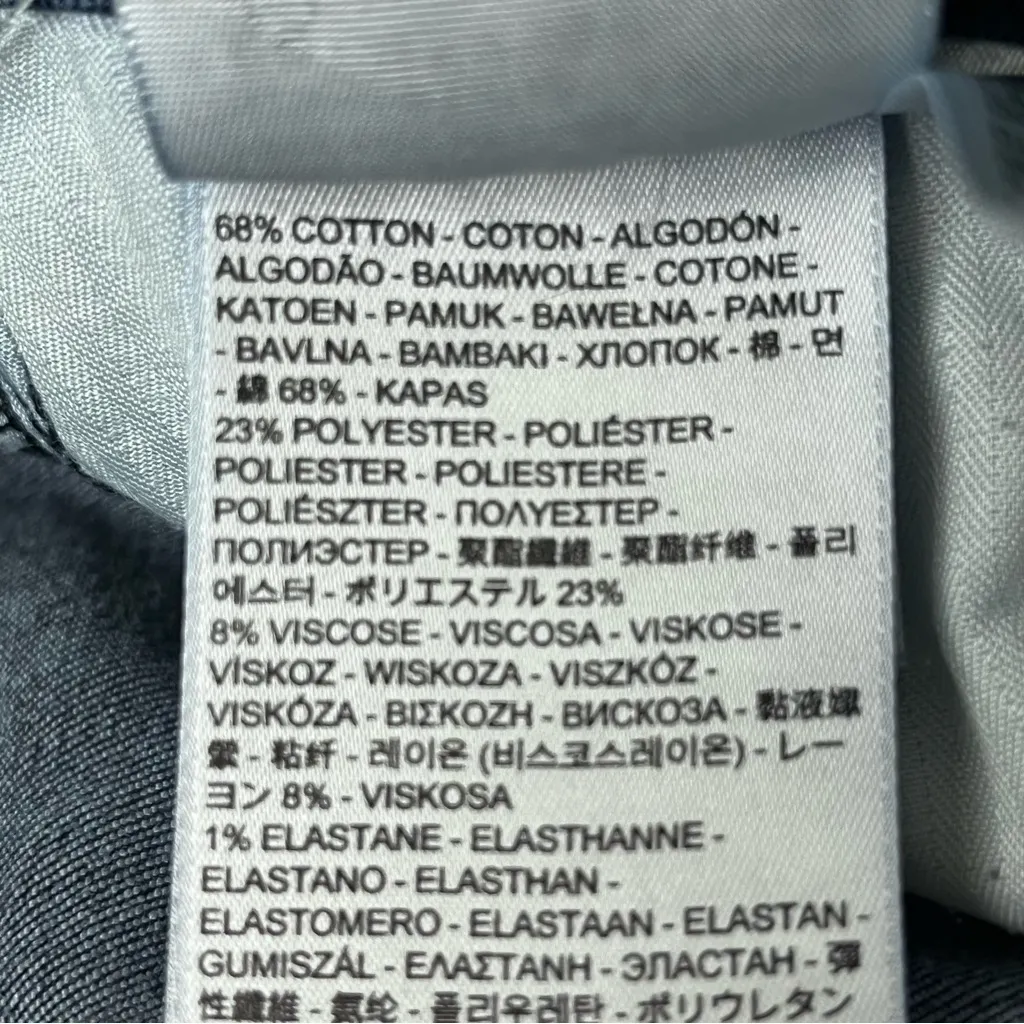 68% COTTON - COTON - ALGODÓN -
ALGODÃO - BAUMWOLLE - COTONE -
KATOEN - PAMUK - BAWEŁNA - PAMUT
- BAVLNA - BAMBAKI - ХЛОПОК - 棉 - 면
- 綿 68% - KAPAS
23% POLYESTER - POLIÉSTER -
POLIESTER - POLIESTERE -
POLIÉSZTER - ΠΟΛΥΕΣΤΕΡ -
ПОЛИЭСТЕР - 聚酯纖維 - 聚酯纤维 - 폴리
에스터 - ポリエステル 23%
8% VISCOSE - VISCOSA - VISKOSE -
VİSKOZ - WISKOZA - VISZKÓZ -
VISKÓZA - ΒΙΣΚΟΖΗ - ВИСКОЗА - 黏液嫘
縈 - 粘纤 - 레이온 (비스코스레이온) - レー
ヨン 8% - VISKOSA
1% ELASTANE - ELASTHANNE -
ELASTANO - ELASTHAN -
ELASTOMERO - ELASTAAN - ELASTAN -
GUMISZÁL - ΕΛΑΣΤΑΝΗ - ЭЛАСТАН - 彈
性纖維 - 氨纶 - 폴리우레탄 - ポリウレタン